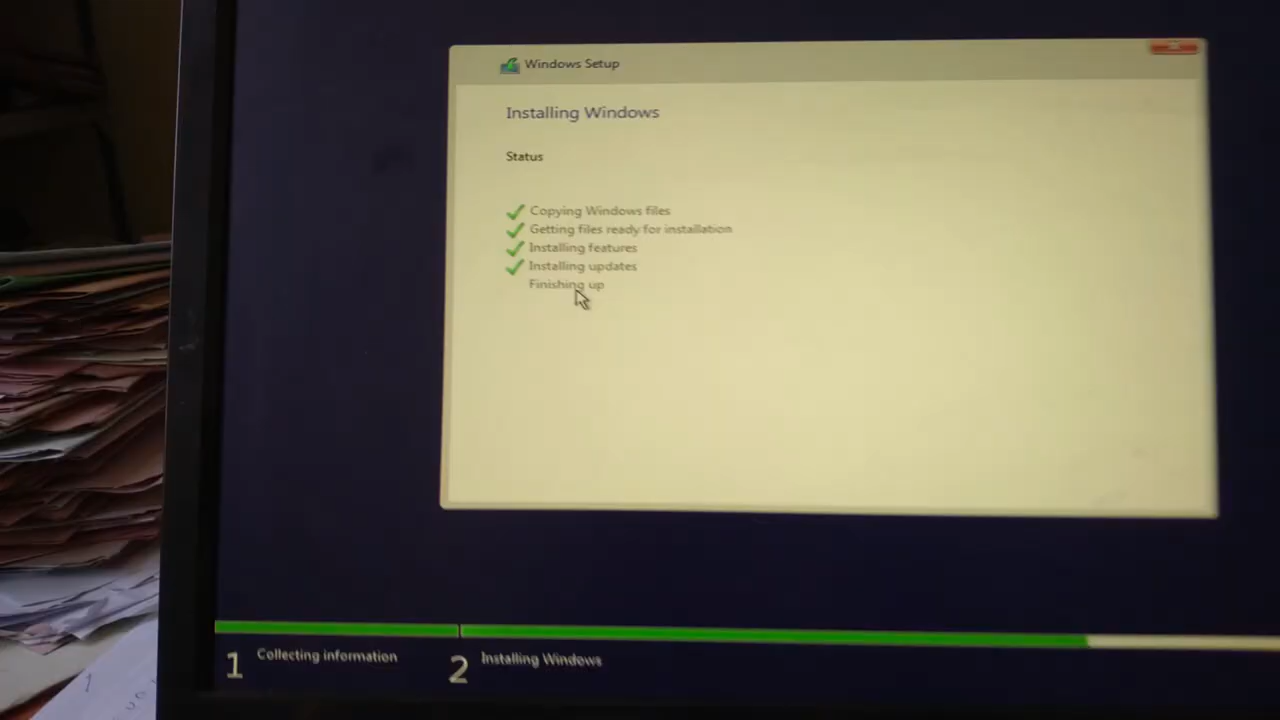 Windows Setup
Installing Windows
Status
Copying Windows files
Getting files ready for installation
Installing features
Installing updates
Finishing up
1 Collecting information
2 Installing Windows